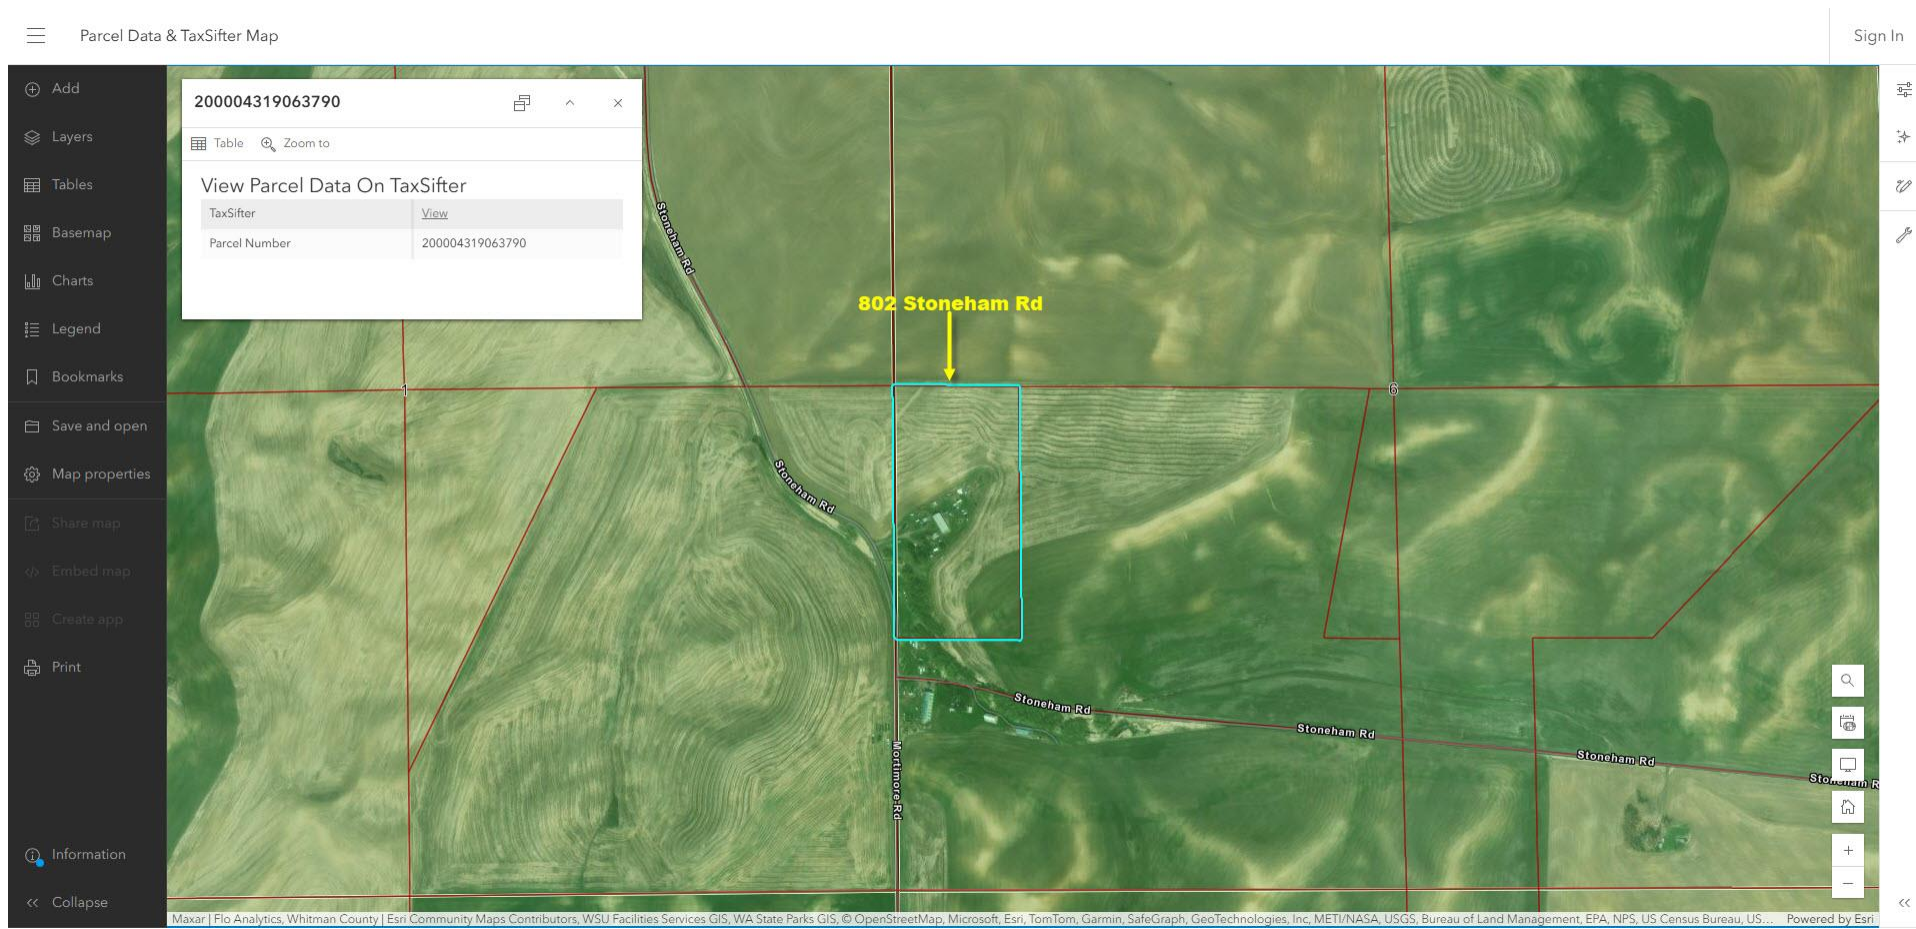 Parcel Data & TaxSifter Map
Sign In
Add
Layers
Tables
Basemap
Charts
Legend
Bookmarks
Save and open
Map properties
Share map
Embed map
Create app
Print
Information
Collapse
200004319063790
Table
Zoom to
View Parcel Data On TaxSifter
TaxSifter View
Parcel Number 200004319063790
Stoneham Rd
802 Stoneham Rd
1
6
Stoneham Rd
Stoneham Rd
Stoneham Rd
Stoneham Rd
Stoneham R
Mortimore Rd
Maxar | Flo Analytics, Whitman County | Esri Community Maps Contributors, WSU Facilities Services GIS, WA State Parks GIS, © OpenStreetMap, Microsoft, Esri, TomTom, Garmin, SafeGraph, GeoTechnologies, Inc, METI/NASA, USGS, Bureau of Land Management, EPA, NPS, US Census Bureau, US... Powered by Esri